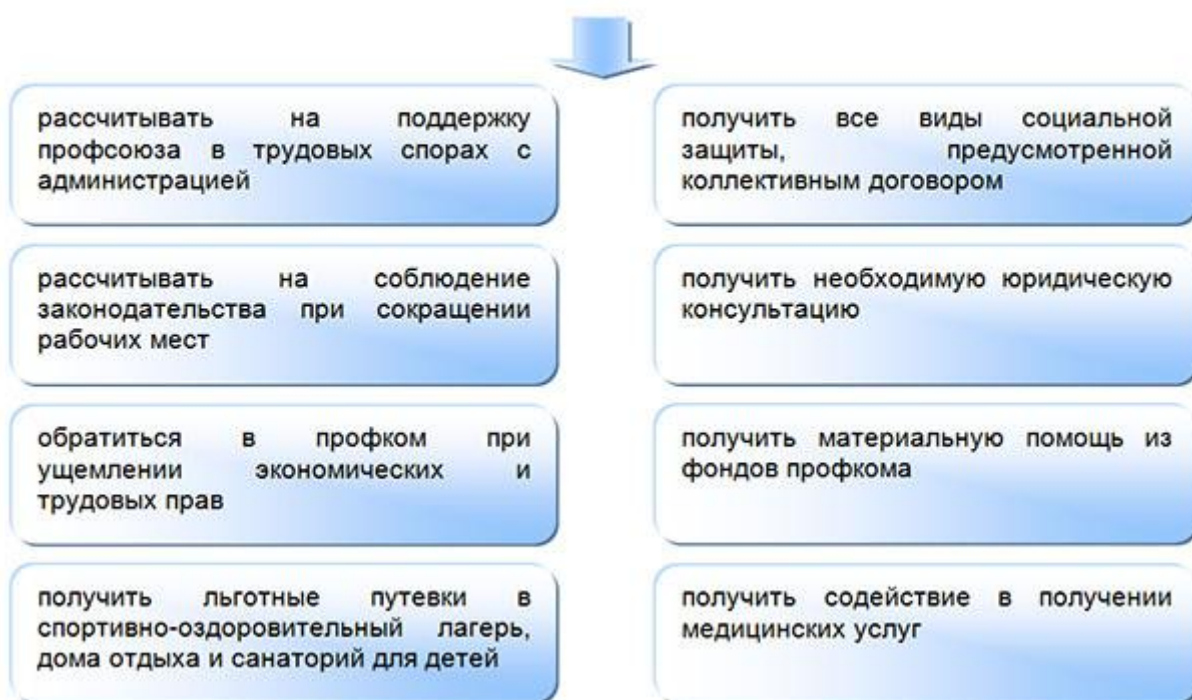 рассчитывать на поддержку
профсоюза в трудовых спорах с
администрацией
получить все виды социальной
защиты, предусмотренной
коллективным договором
рассчитывать на соблюдение
законодательства при сокращении
рабочих мест
получить необходимую юридическую
консультацию
обратиться в профком при
ущемлении экономических и
трудовых прав
получить материальную помощь из
фондов профкома
получить льготные путевки в
спортивно-оздоровительный лагерь,
дома отдыха и санаторий для детей
получить содействие в получении
медицинских услуг